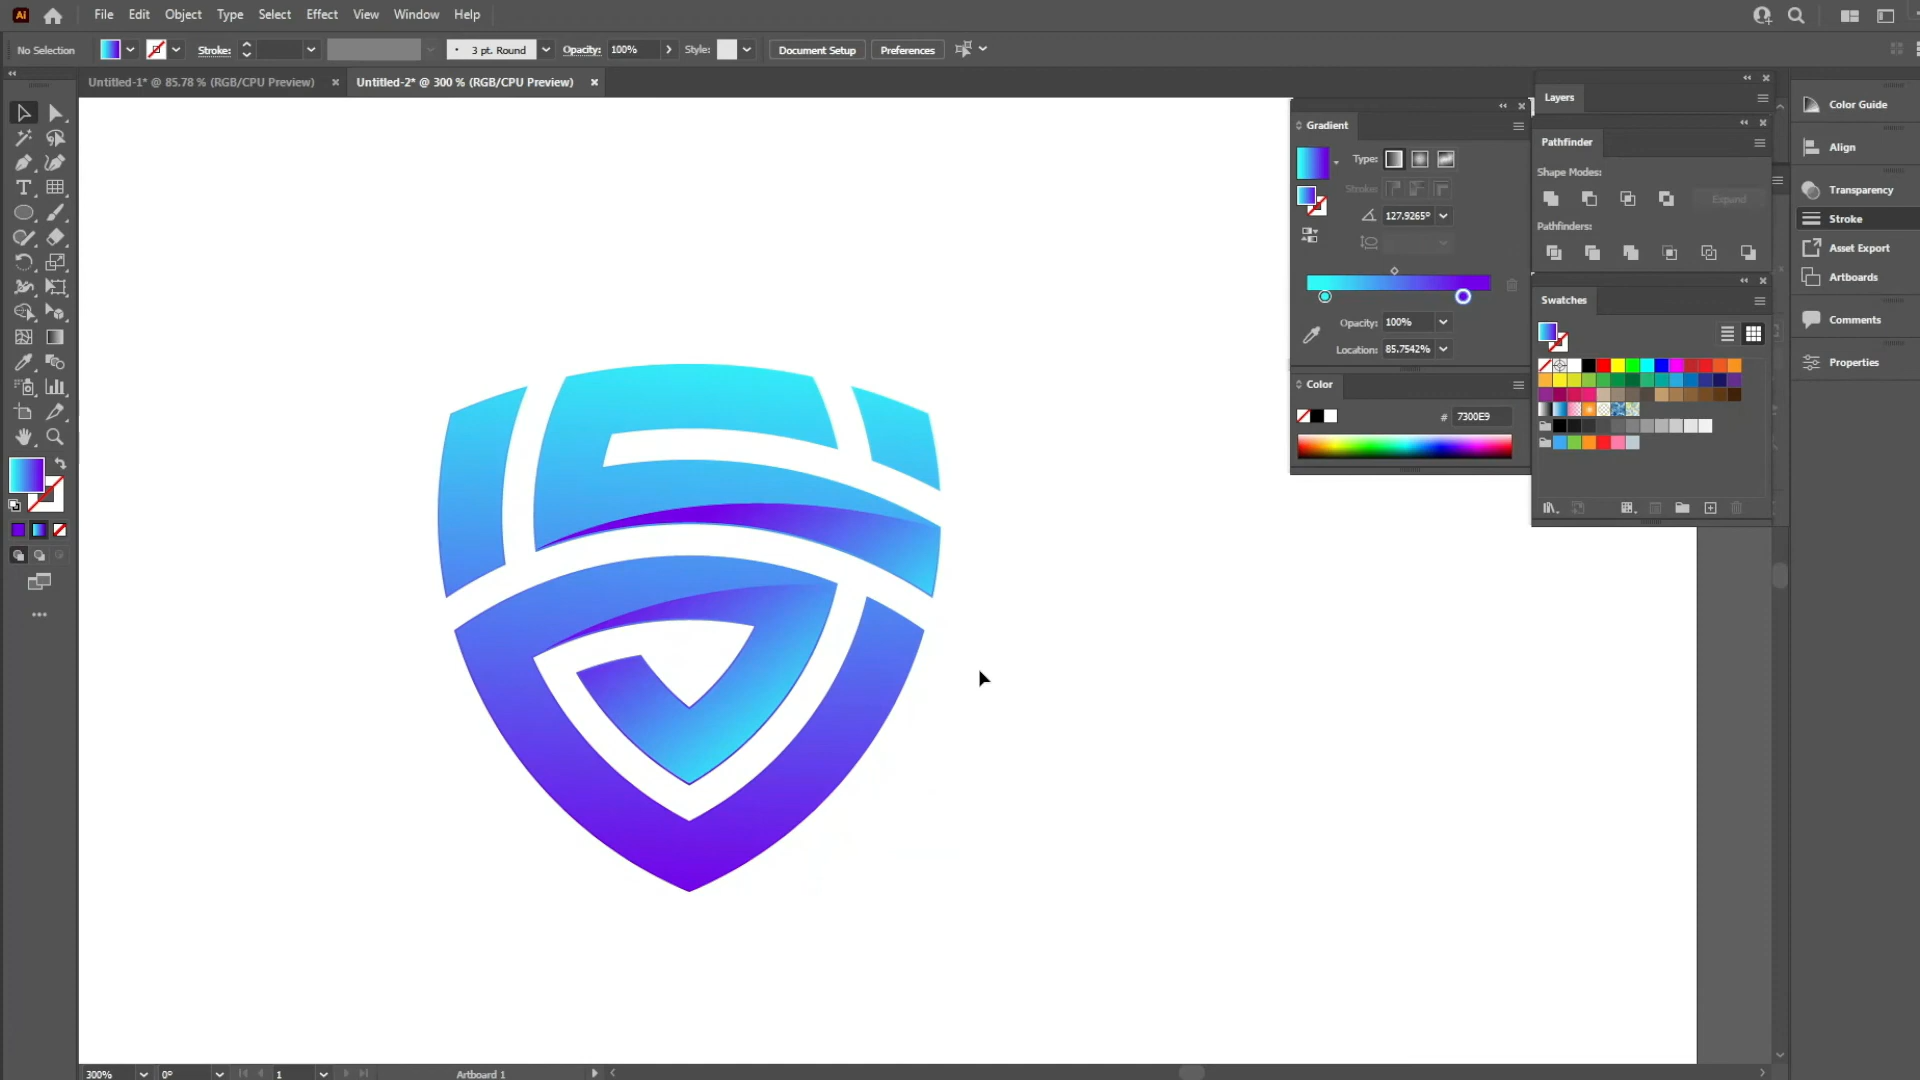 Ai File Edit Object Type Select Effect View Window Help
No Selection Stroke: 3 pt. Round Opacity: 100% Style: Document Setup Preferences
Untitled-1* @ 85.78 % (RGB/CPU Preview) Untitled-2* @ 300 % (RGB/CPU Preview)
Gradient
Type:
Stroke:
127.9265°
Opacity: 100%
Location: 85.7542%
Color
# 7300E9
Layers
Pathfinder
Shape Modes:
Expand
Pathfinders:
Swatches
Color Guide
Align
Transparency
Stroke
Asset Export
Artboards
Comments
Properties
300% 0° 1 Artboard 1